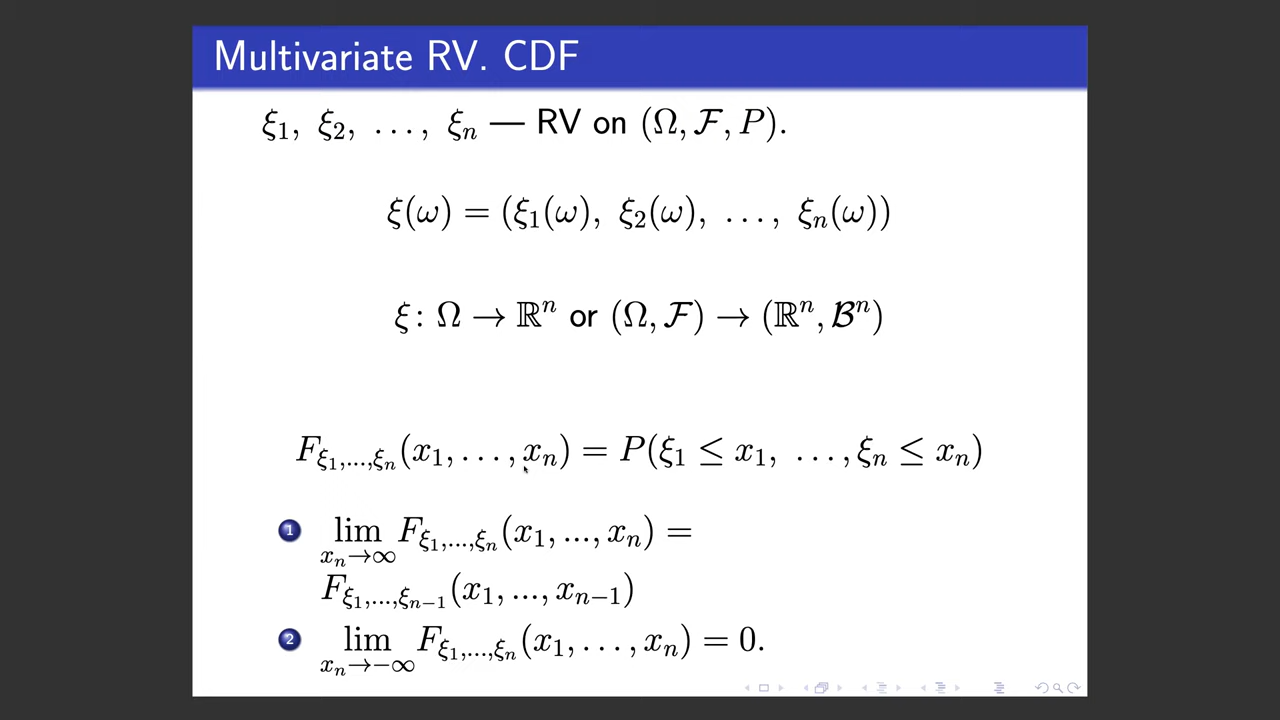 Multivariate RV. CDF
ξ₁, ξ₂, ..., ξₙ — RV on (Ω, ℱ, P).
ξ(ω) = (ξ₁(ω), ξ₂(ω), ..., ξₙ(ω))
ξ: Ω → ℝⁿ or (Ω, ℱ) → (ℝⁿ, ℬⁿ)
F_{ξ₁,...,ξₙ}(x₁, ..., xₙ) = P(ξ₁ ≤ x₁, ..., ξₙ ≤ xₙ)
1 lim_{xₙ→∞} F_{ξ₁,...,ξₙ}(x₁, ..., xₙ) =
F_{ξ₁,...,ξₙ₋₁}(x₁, ..., xₙ₋₁)
2 lim_{xₙ→−∞} F_{ξ₁,...,ξₙ}(x₁, ..., xₙ) = 0.